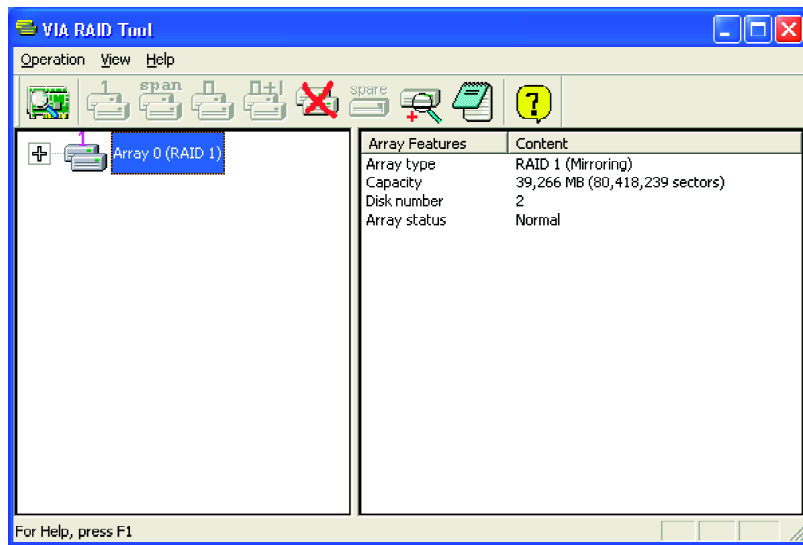 VIA RAID Tool
Operation View Help
1 span spare ?
1
Array 0 (RAID 1)
Array Features Content
Array type RAID 1 (Mirroring)
Capacity 39,266 MB (80,418,239 sectors)
Disk number 2
Array status Normal
For Help, press F1